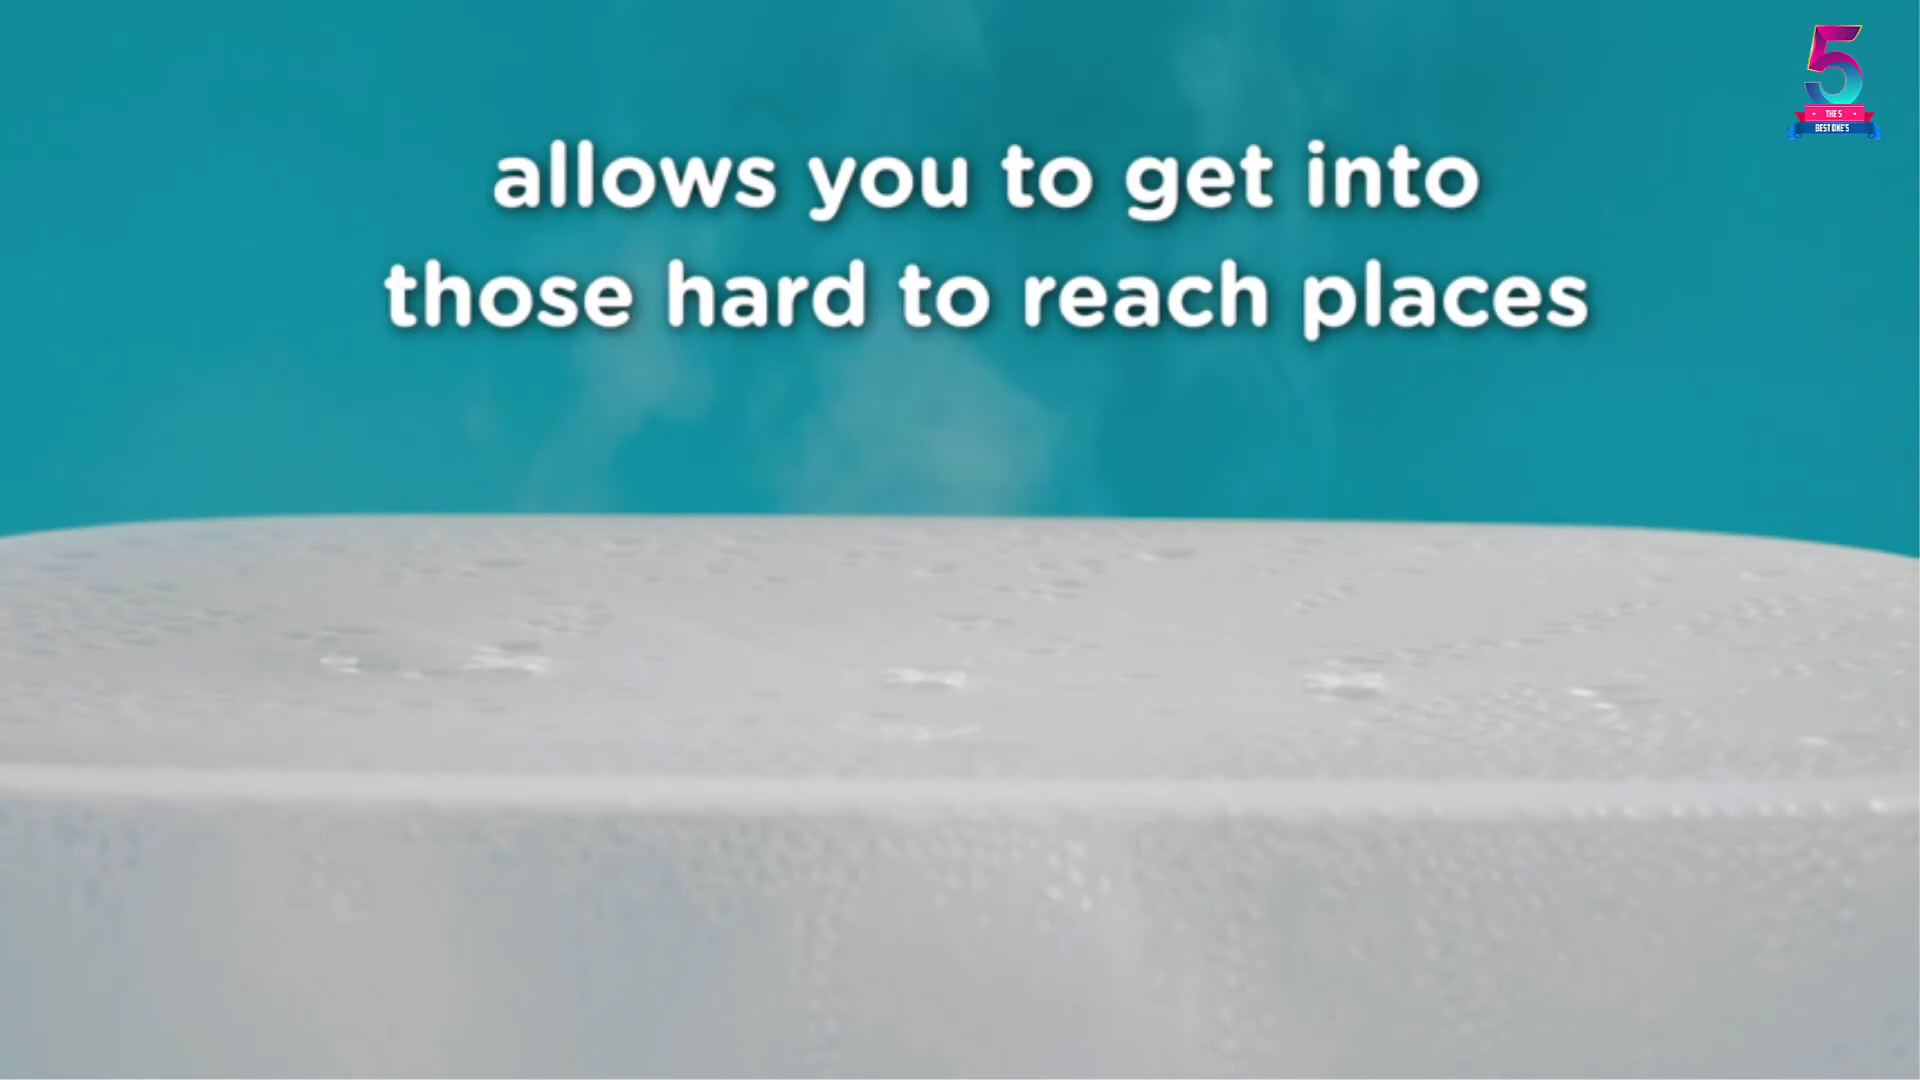 allows you to get into
those hard to reach places
5
THE 5
BEST ONE'S